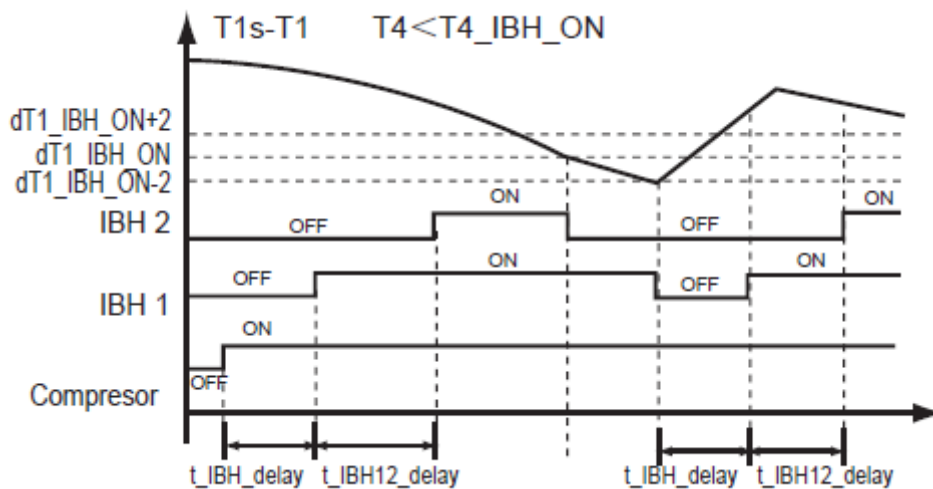 T1s-T1 T4<T4_IBH_ON
dT1_IBH_ON+2
dT1_IBH_ON
dT1_IBH_ON-2
ON ON
IBH 2 OFF OFF
OFF ON OFF ON
IBH 1
ON
OFF
Compresor
t_IBH_delay t_IBH12_delay t_IBH_delay t_IBH12_delay